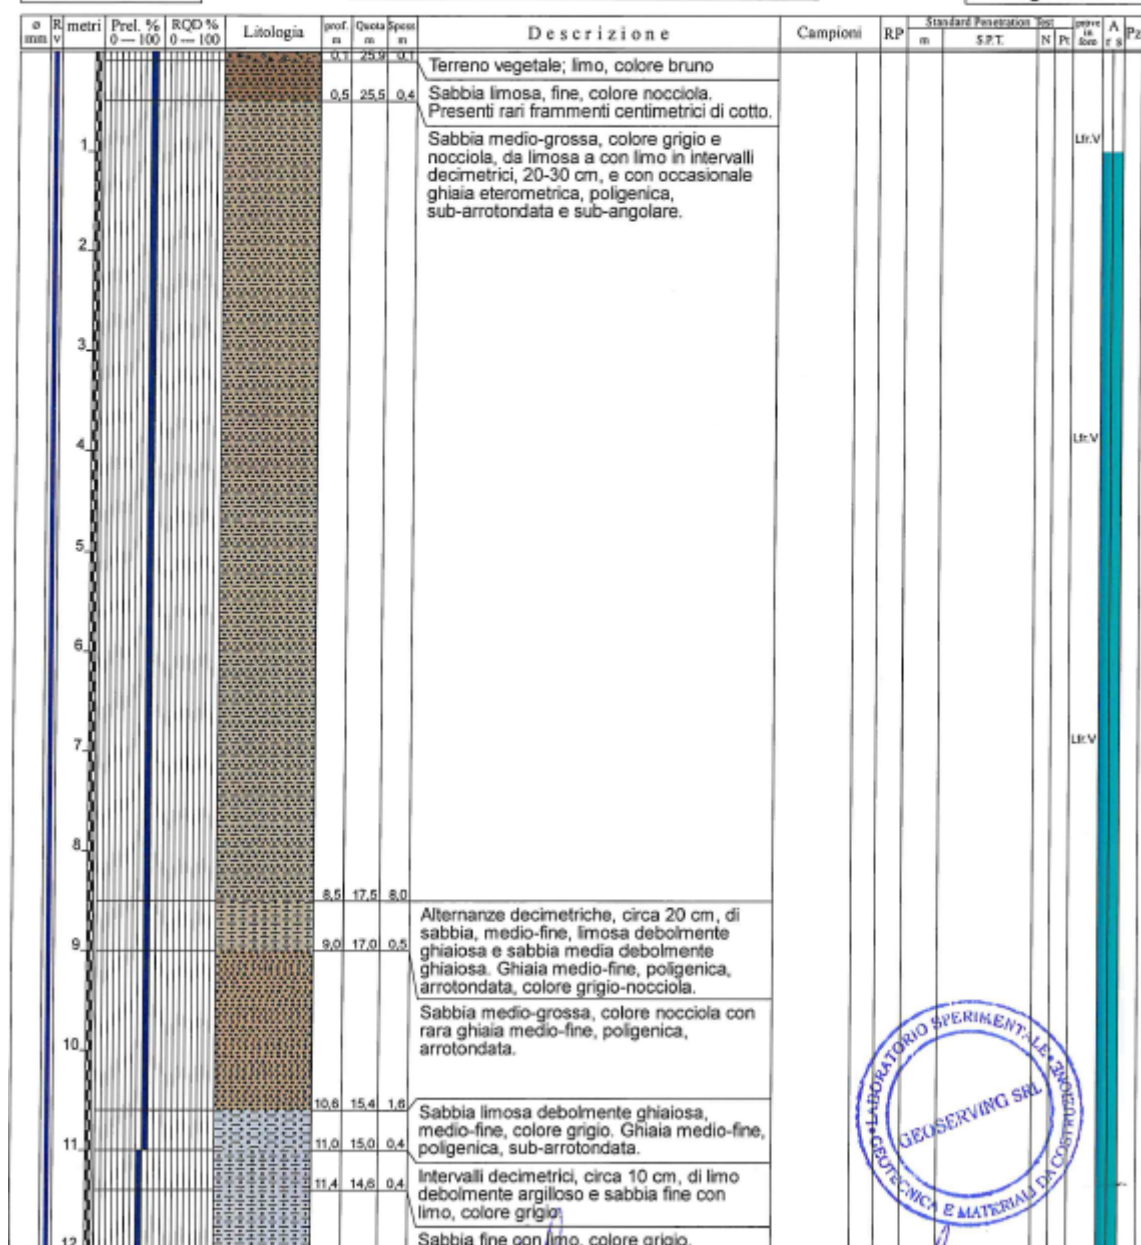 ø mm
R v
metri
Prel. % 0 --- 100
RQD % 0 --- 100
Litologia
prof. m
Quota m
Spess m
Descrizione
Campioni
RP
Standard Penetration Test
m
S.P.T.
N
Pt
prove in foro
A r s
Pz
0,1 25,9 0,1
Terreno vegetale; limo, colore bruno
0,5 25,5 0,4
Sabbia limosa, fine, colore nocciola.
Presenti rari frammenti centimetrici di cotto.
Sabbia medio-grossa, colore grigio e
nocciola, da limosa a con limo in intervalli
decimetrici, 20-30 cm, e con occasionale
ghiaia eterometrica, poligenica,
sub-arrotondata e sub-angolare.
1
Lfr.V
2
3
4
Lfr.V
5
6
7
Lfr.V
8
8,5 17,5 8,0
Alternanze decimetriche, circa 20 cm, di
sabbia, medio-fine, limosa debolmente
ghiaiosa e sabbia media debolmente
ghiaiosa. Ghiaia medio-fine, poligenica,
arrotondata, colore grigio-nocciola.
9
9,0 17,0 0,5
Sabbia medio-grossa, colore nocciola con
rara ghiaia medio-fine, poligenica,
arrotondata.
10
10,6 15,4 1,6
Sabbia limosa debolmente ghiaiosa,
medio-fine, colore grigio. Ghiaia medio-fine,
poligenica, sub-arrotondata.
11
11,0 15,0 0,4
Intervalli decimetrici, circa 10 cm, di limo
debolmente argilloso e sabbia fine con
limo, colore grigio.
11,4 14,6 0,4
12
Sabbia fine con limo, colore grigio.
LABORATORIO SPERIMENTALE
GEOSERVING SRL
GEOTECNICA E MATERIALI DA COSTRUZIONE